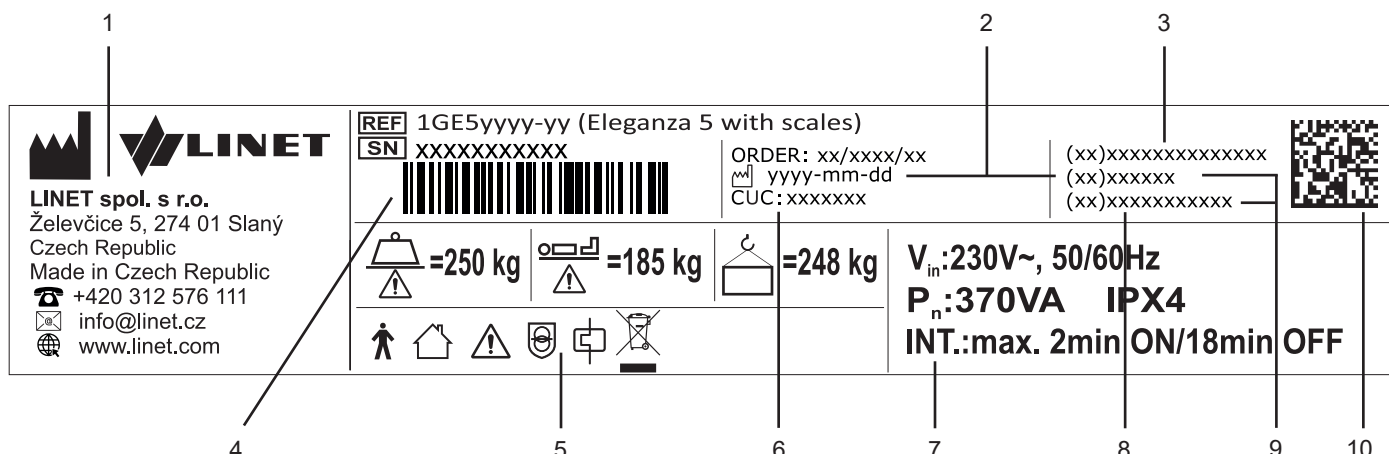 1
2
3
LINET
LINET spol. s r.o.
Želevčice 5, 274 01 Slaný
Czech Republic
Made in Czech Republic
+420 312 576 111
info@linet.cz
www.linet.com
REF 1GE5yyyy-yy (Eleganza 5 with scales)
SN xxxxxxxxxxx
ORDER: xx/xxxx/xx
yyyy-mm-dd
CUC:xxxxxxx
(xx)xxxxxxxxxxxxxx
(xx)xxxxxx
(xx)xxxxxxxxxxx
=250 kg
=185 kg
=248 kg
Vin:230V~, 50/60Hz
Pn:370VA IPX4
INT.:max. 2min ON/18min OFF
4
5
6
7
8
9
10